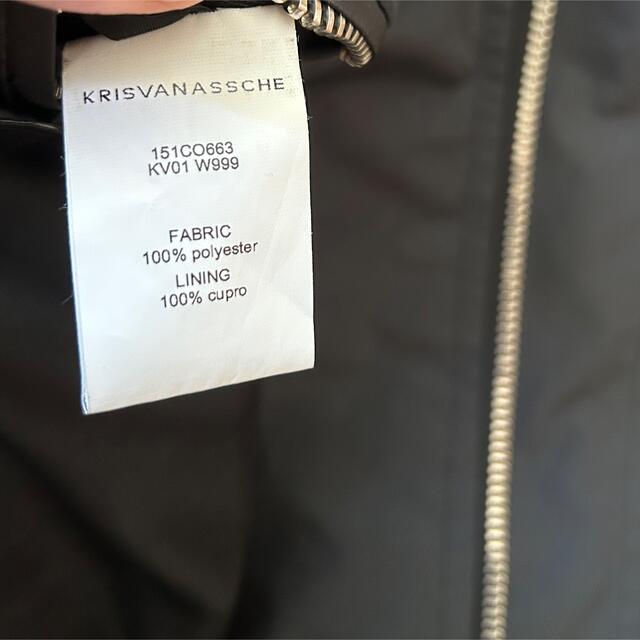 KRISVANASSCHE
151CO663
KV01 W999
FABRIC
100% polyester
LINING
100% cupro